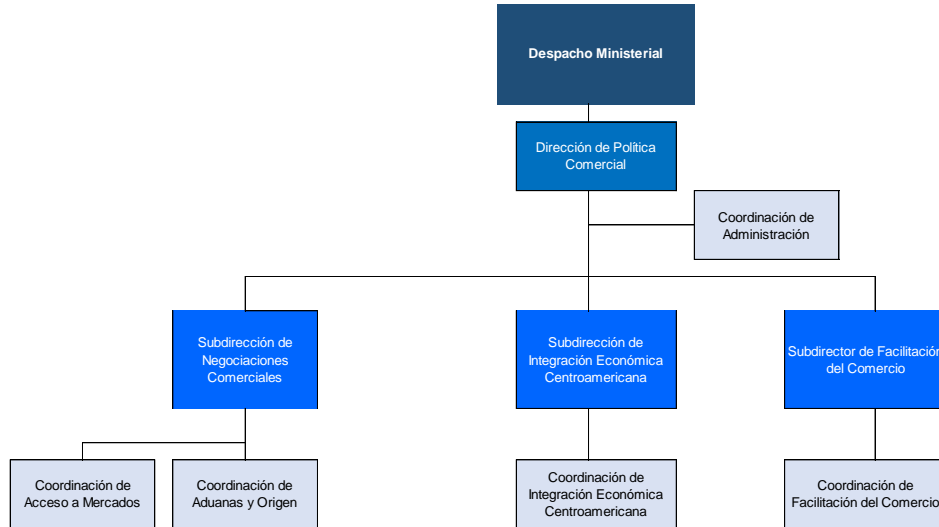 Despacho Ministerial
Dirección de Política
Comercial
Coordinación de
Administración
Subdirección de
Negociaciones
Comerciales
Subdirección de
Integración Económica
Centroamericana
Subdirector de Facilitación
del Comercio
Coordinación de
Acceso a Mercados
Coordinación de
Aduanas y Origen
Coordinación de
Integración Económica
Centroamericana
Coordinación de
Facilitación del Comercio